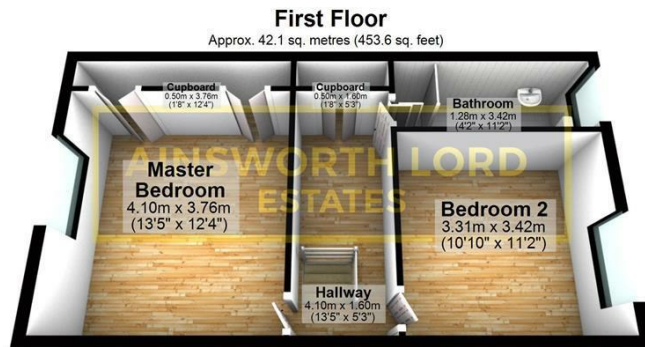 First Floor
Approx. 42.1 sq. metres (453.6 sq. feet)
Cupboard
0.50m x 3.76m
(1'8" x 12'4")
Cupboard
0.50m x 1.60m
(1'8" x 5'3")
Bathroom
1.28m x 3.42m
(4'2" x 11'2")
AINSWORTH LORD
ESTATES
Master
Bedroom
4.10m x 3.76m
(13'5" x 12'4")
Bedroom 2
3.31m x 3.42m
(10'10" x 11'2")
Hallway
4.10m x 1.60m
(13'5" x 5'3")